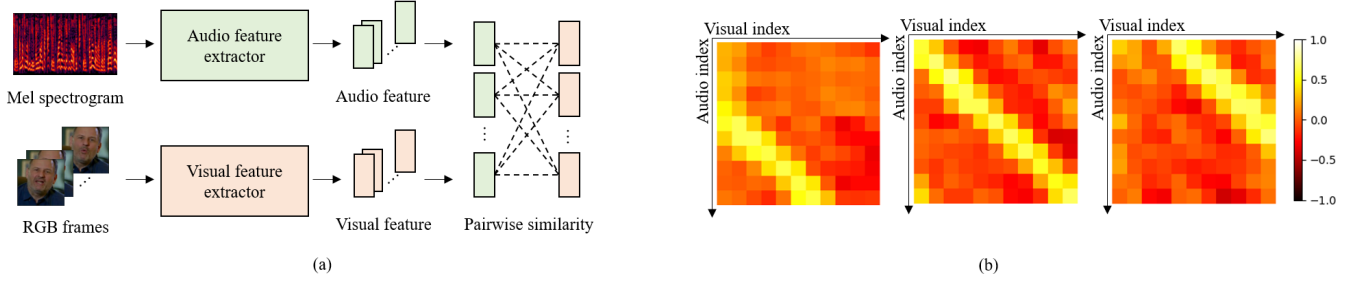 Mel spectrogram
Audio feature
extractor
Audio feature
RGB frames
Visual feature
extractor
Visual feature
Pairwise similarity
(a)
Visual index
Audio index
Visual index
Audio index
Visual index
Audio index
1.0
0.5
0.0
−0.5
−1.0
(b)